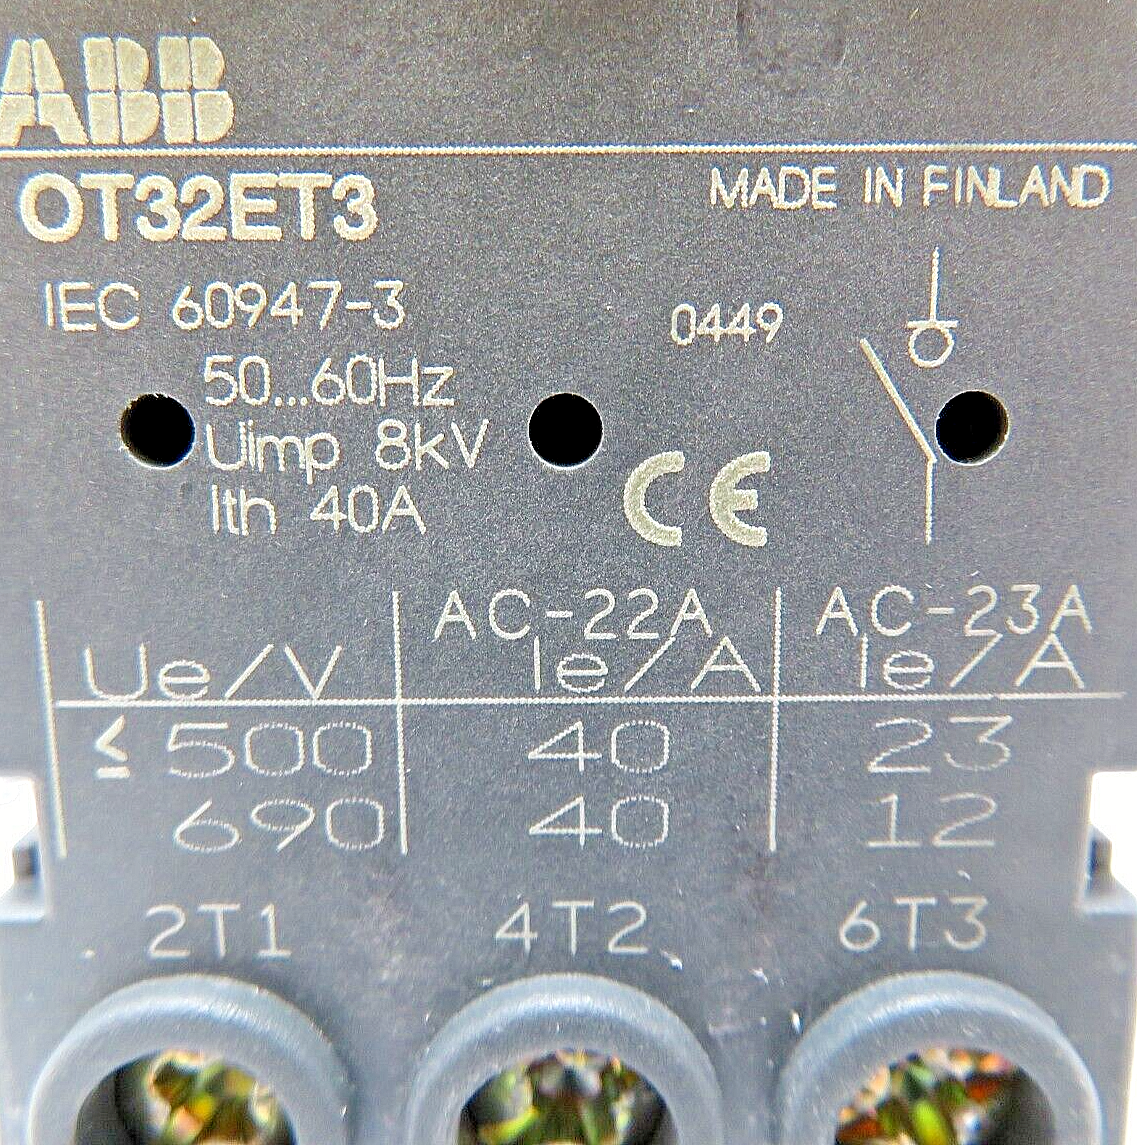 ABB
OT32ET3
MADE IN FINLAND
IEC 60947-3
0449
50...60Hz
Uimp 8kV
Ith 40A
CE
AC-22A AC-23A
Ue/V Ie/A Ie/A
≤500 40 23
690 40 12
2T1 4T2 6T3